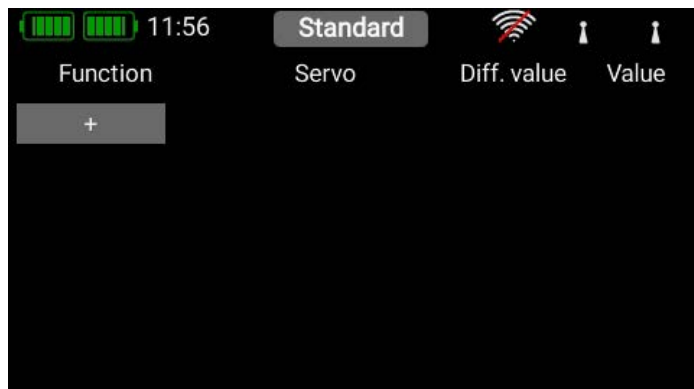 11:56 Standard
Function Servo Diff. value Value
+